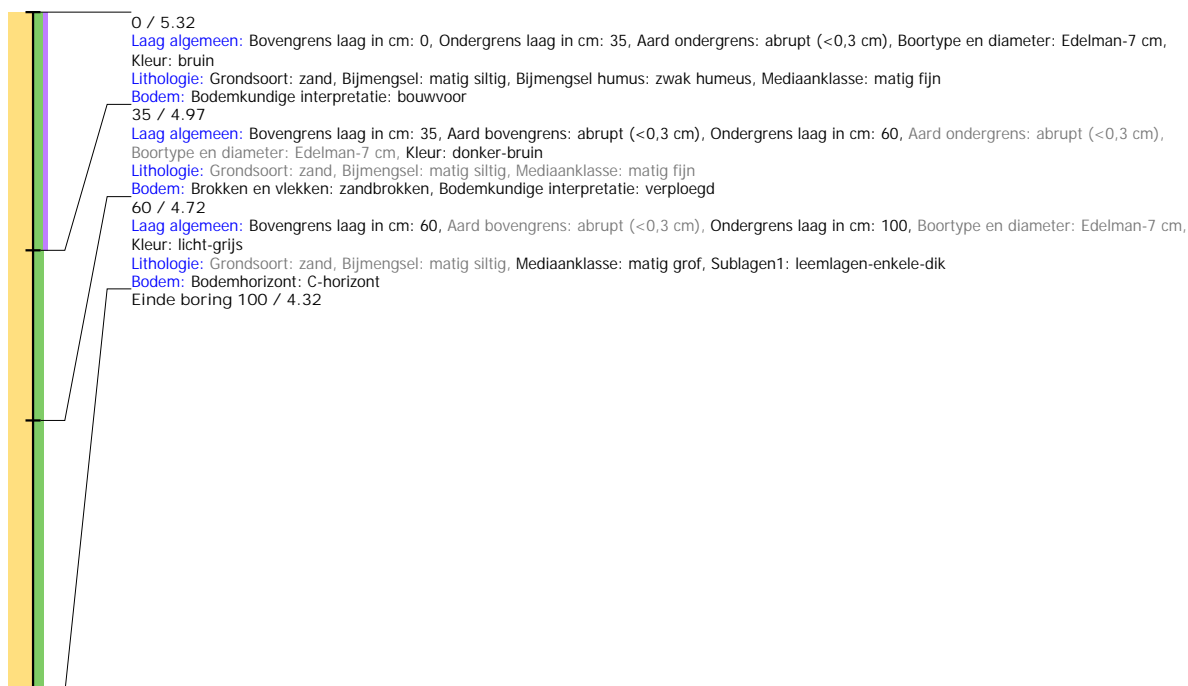 0 / 5.32
Laag algemeen: Bovengrens laag in cm: 0, Ondergrens laag in cm: 35, Aard ondergrens: abrupt (<0,3 cm), Boortype en diameter: Edelman-7 cm,
Kleur: bruin
Lithologie: Grondsoort: zand, Bijmengsel: matig siltig, Bijmengsel humus: zwak humeus, Mediaanklasse: matig fijn
Bodem: Bodemkundige interpretatie: bouwvoor
35 / 4.97
Laag algemeen: Bovengrens laag in cm: 35, Aard bovengrens: abrupt (<0,3 cm), Ondergrens laag in cm: 60, Aard ondergrens: abrupt (<0,3 cm),
Boortype en diameter: Edelman-7 cm, Kleur: donker-bruin
Lithologie: Grondsoort: zand, Bijmengsel: matig siltig, Mediaanklasse: matig fijn
Bodem: Brokken en vlekken: zandbrokken, Bodemkundige interpretatie: verploegd
60 / 4.72
Laag algemeen: Bovengrens laag in cm: 60, Aard bovengrens: abrupt (<0,3 cm), Ondergrens laag in cm: 100, Boortype en diameter: Edelman-7 cm,
Kleur: licht-grijs
Lithologie: Grondsoort: zand, Bijmengsel: matig siltig, Mediaanklasse: matig grof, Sublagen1: leemlagen-enkele-dik
Bodem: Bodemhorizont: C-horizont
Einde boring 100 / 4.32